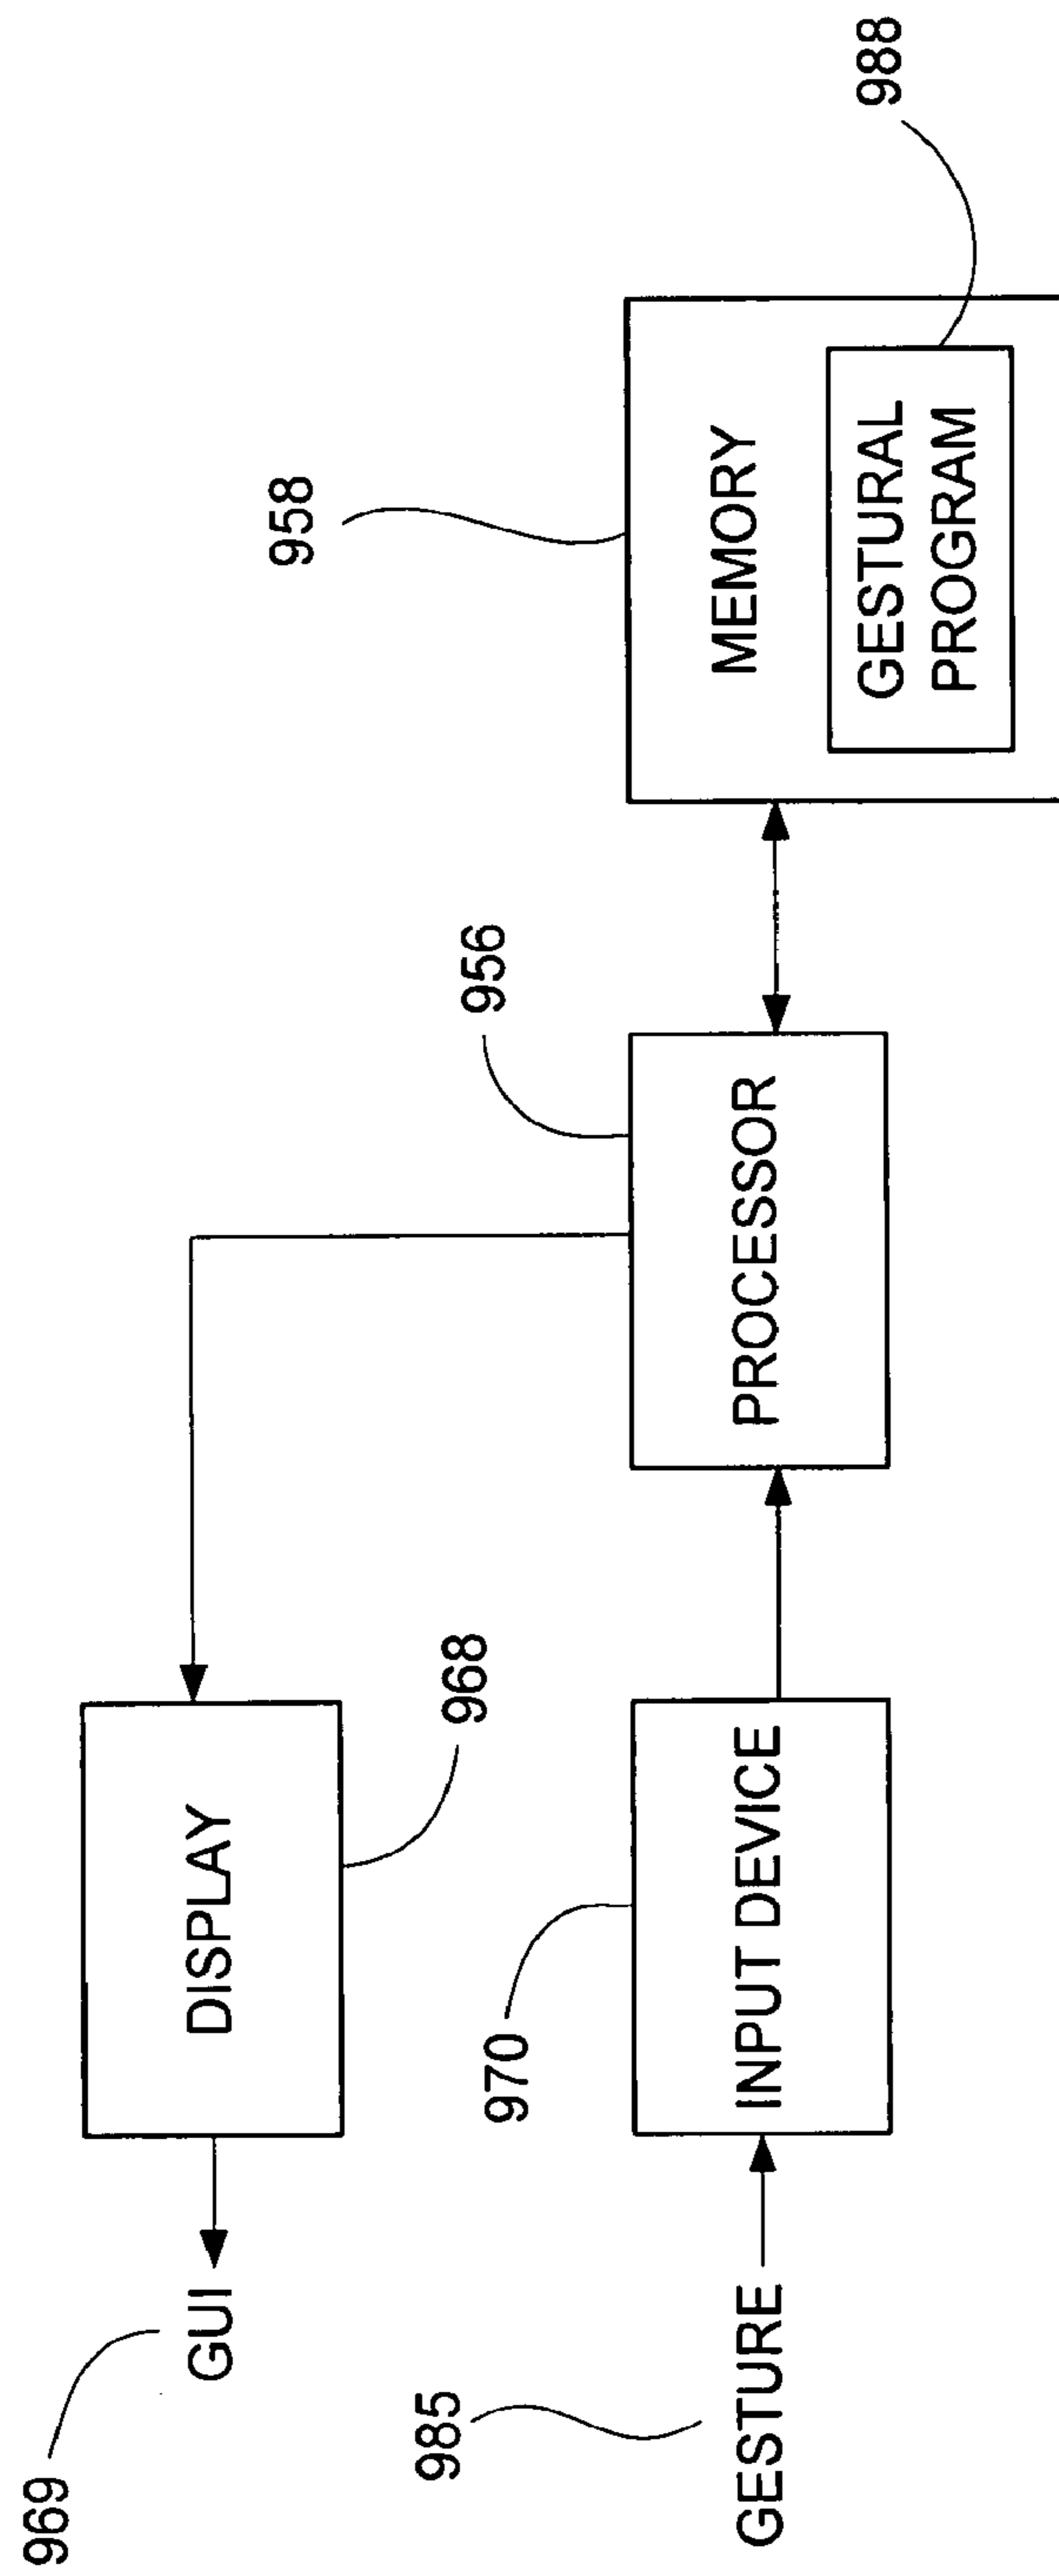 969
GUI
DISPLAY
968
985
GESTURE
970
INPUT DEVICE
956
PROCESSOR
958
MEMORY
GESTURAL
PROGRAM
988